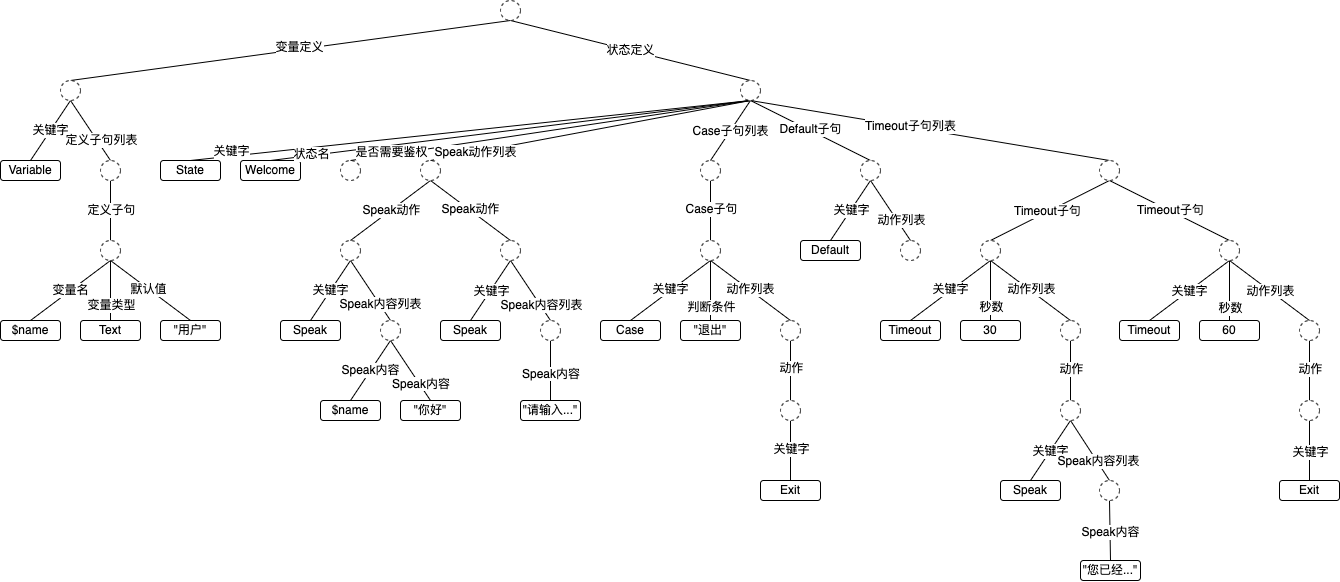 变量定义
状态定义
关键字
定义子句列表
关键字
状态名
是否需要鉴权
Speak动作列表
Case子句列表
Default子句
Timeout子句列表
Variable
State
Welcome
定义子句
Speak动作
Speak动作
Case子句
关键字
动作列表
Timeout子句
Timeout子句
Default
变量名
变量类型
默认值
关键字
Speak内容列表
关键字
Speak内容列表
关键字
判断条件
动作列表
关键字
秒数
动作列表
关键字
秒数
动作列表
$name
Text
"用户"
Speak
Speak
Case
"退出"
Timeout
30
Timeout
60
Speak内容
Speak内容
Speak内容
动作
动作
动作
$name
"你好"
"请输入..."
关键字
关键字
Speak内容列表
关键字
Exit
Speak
Exit
Speak内容
"您已经..."